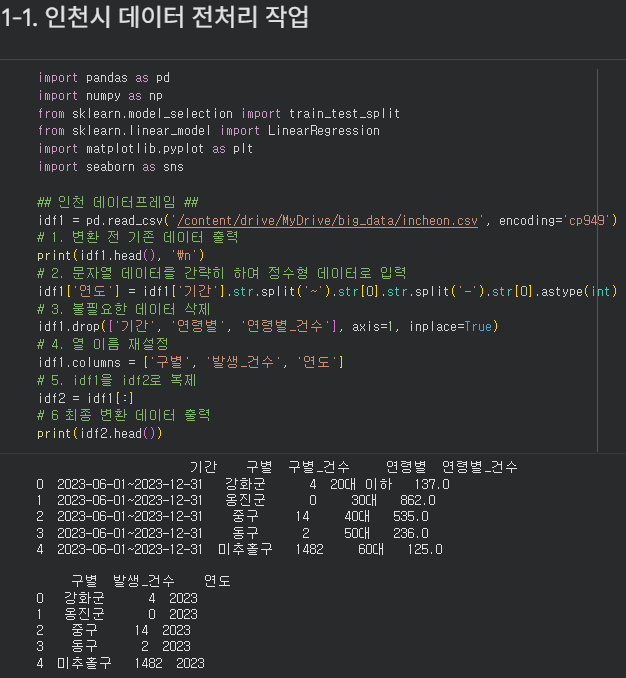 1-1. 인천시 데이터 전처리 작업
import pandas as pd
import numpy as np
from sklearn.model_selection import train_test_split
from sklearn.linear_model import LinearRegression
import matplotlib.pyplot as plt
import seaborn as sns
## 인천 데이터프레임 ##
idf1 = pd.read_csv('/content/drive/MyDrive/big_data/incheon.csv', encoding='cp949')
# 1. 변환 전 기존 데이터 출력
print(idf1.head(), '₩n')
# 2. 문자열 데이터를 간략히 하여 정수형 데이터로 입력
idf1['연도'] = idf1['기간'].str.split('~').str[0].str.split('-').str[0].astype(int)
# 3. 불필요한 데이터 삭제
idf1.drop(['기간', '연령별', '연령별_건수'], axis=1, inplace=True)
# 4. 열 이름 재설정
idf1.columns = ['구별', '발생_건수', '연도']
# 5. idf1을 idf2로 복제
idf2 = idf1[:]
# 6 최종 변환 데이터 출력
print(idf2.head())
기간 구별 구별_건수 연령별 연령별_건수
0 2023-06-01~2023-12-31 강화군 4 20대 이하 137.0
1 2023-06-01~2023-12-31 옹진군 0 30대 862.0
2 2023-06-01~2023-12-31 중구 14 40대 535.0
3 2023-06-01~2023-12-31 동구 2 50대 236.0
4 2023-06-01~2023-12-31 미추홀구 1482 60대 125.0
구별 발생_건수 연도
0 강화군 4 2023
1 옹진군 0 2023
2 중구 14 2023
3 동구 2 2023
4 미추홀구 1482 2023